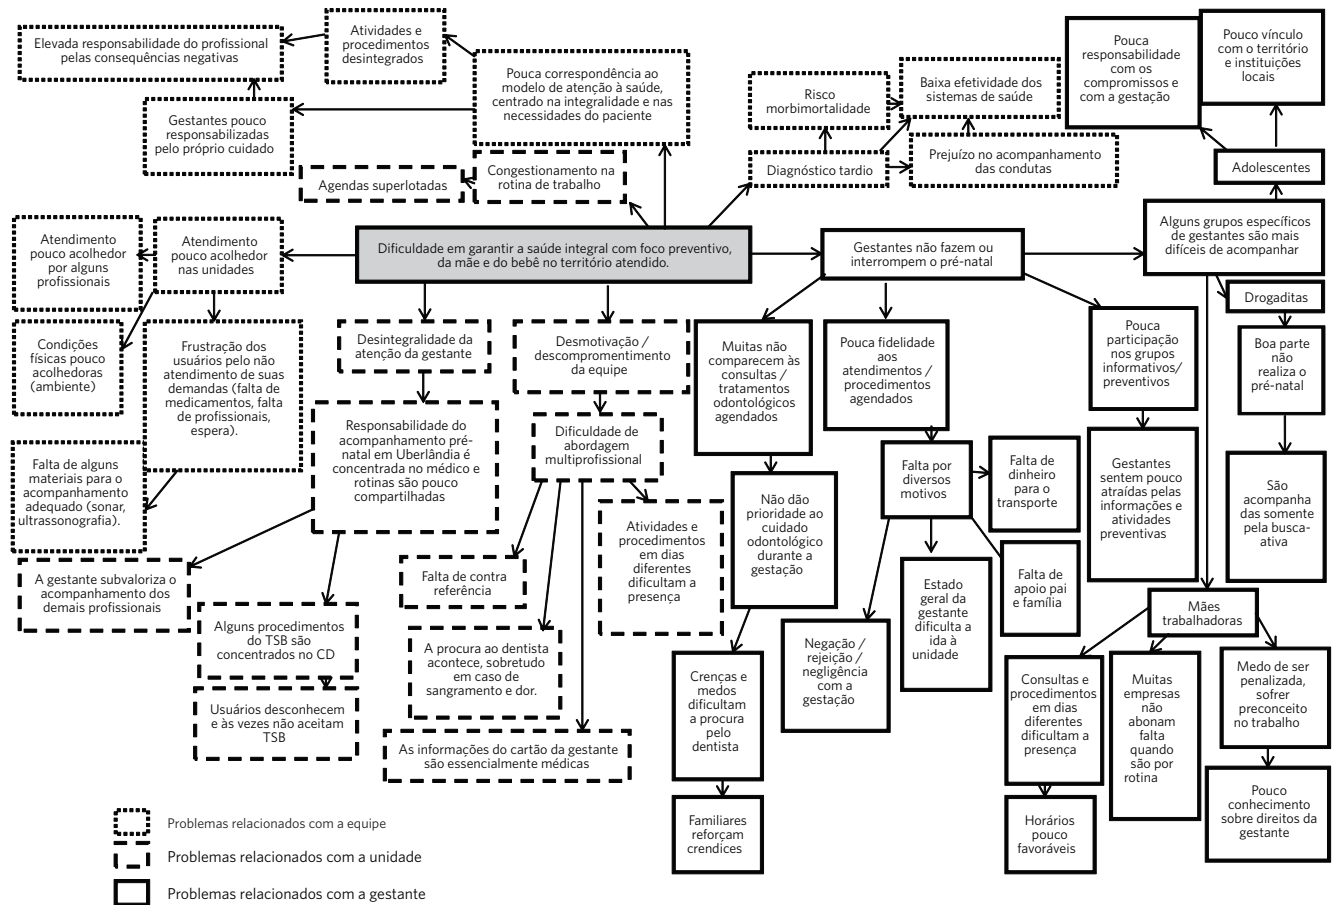 Elevada responsabilidade do profissional
pelas consequências negativas
Atividades e
procedimentos
desintegrados
Pouca correspondência ao
modelo de atenção à saúde,
centrado na integralidade e nas
necessidades do paciente
Gestantes pouco
responsabilizadas
pelo próprio cuidado
Agendas superlotadas
Congestionamento na
rotina de trabalho
Risco
morbimortalidade
Baixa efetividade dos
sistemas de saúde
Diagnóstico tardio
Prejuízo no acompanhamento
das condutas
Pouca
responsabilidade
com os
compromissos e
com a gestação
Pouco vínculo
com o território
e instituições
locais
Adolescentes
Atendimento
pouco acolhedor
por alguns
profissionais
Atendimento
pouco acolhedor
nas unidades
Dificuldade em garantir a saúde integral com foco preventivo,
da mãe e do bebê no território atendido.
Gestantes não fazem ou
interrompem o pré-natal
Alguns grupos específicos
de gestantes são mais
difíceis de acompanhar
Drogaditas
Condições
físicas pouco
acolhedoras
(ambiente)
Frustração dos
usuários pelo não
atendimento de suas
demandas (falta de
medicamentos, falta
de profissionais,
espera).
Desintegralidade da
atenção da gestante
Desmotivação /
descomprometimento
da equipe
Muitas não
comparecem às
consultas /
tratamentos
odontológicos
agendados
Pouca fidelidade
aos
atendimentos /
procedimentos
agendados
Pouca
participação
nos grupos
informativos/
preventivos
Boa parte
não
realiza o
pré-natal
Falta de alguns
materiais para o
acompanhamento
adequado (sonar,
ultrassonografia).
Responsabilidade do
acompanhamento pré-
natal em Uberlândia é
concentrada no médico e
rotinas são pouco
compartilhadas
Dificuldade de
abordagem
multiprofissional
Falta por
diversos
motivos
Falta de
dinheiro
para o
transporte
Gestantes
sentem pouco
atraídas pelas
informações e
atividades
preventivas
São
acompanha
das somente
pela busca-
ativa
Não dão
prioridade ao
cuidado
odontológico
durante a
gestação
Atividades e
procedimentos
em dias
diferentes
dificultam a
presença
A gestante subvaloriza o
acompanhamento dos
demais profissionais
Falta de contra
referência
Estado
geral da
gestante
dificulta a
ida à
unidade
Falta de
apoio pai
e família
Mães
trabalhadoras
Alguns procedimentos
do TSB são
concentrados no CD
A procura ao dentista
acontece, sobretudo
em caso de
sangramento e dor.
Negação /
rejeição /
negligência
com a
gestação
Crenças e
medos
dificultam
a procura
pelo
dentista
Consultas e
procedimentos
em dias
diferentes
dificultam a
presença
Muitas
empresas
não
abonam
falta
quando
são por
rotina
Medo de ser
penalizada,
sofrer
preconceito
no trabalho
Usuários desconhecem
e às vezes não aceitam
TSB
As informações do cartão da gestante
são essencialmente médicas
Familiares
reforçam
crendices
Horários
pouco
favoráveis
Pouco
conhecimento
sobre direitos da
gestante
Problemas relacionados com a equipe
Problemas relacionados com a unidade
Problemas relacionados com a gestante